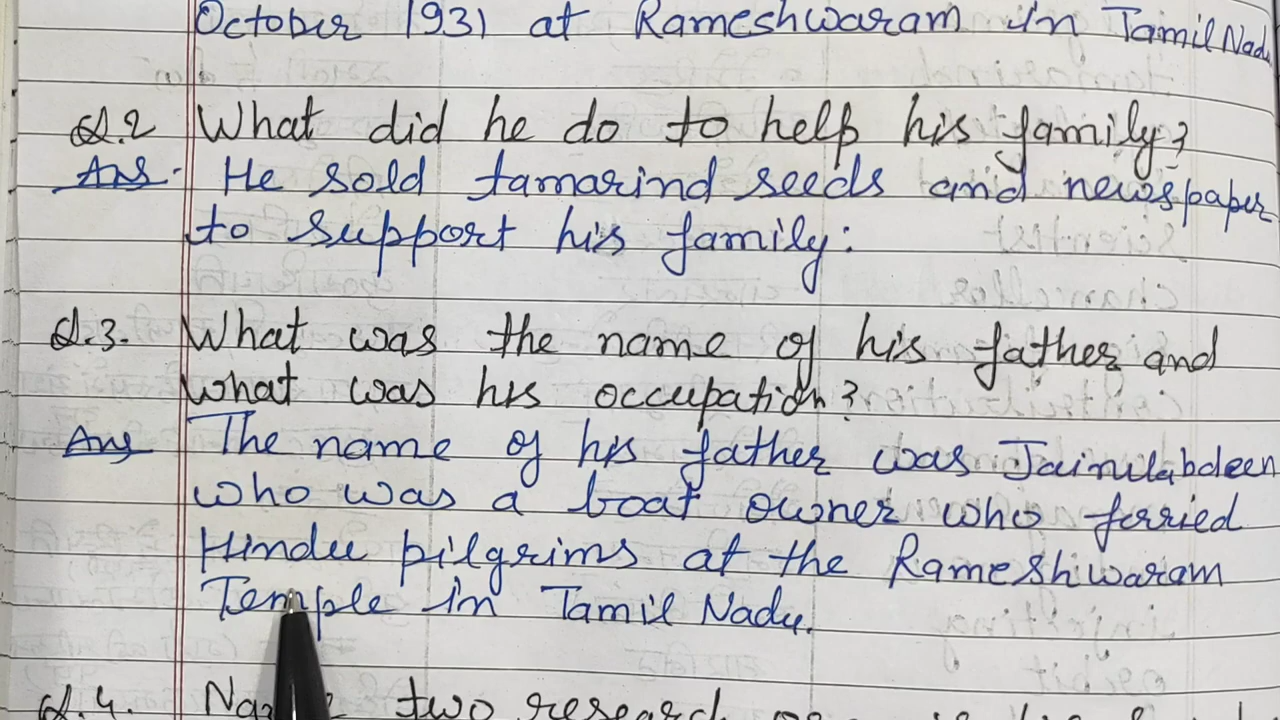 October 1931 at Rameshwaram in Tamil Nadu
Q.2 What did he do to help his family?
Ans. He sold tamarind seeds and newspaper
to support his family.
Q.3. What was the name of his father and
what was his occupation?
Ans The name of his father was Jainulabdeen
who was a boat owner who ferried
Hindu pilgrims at the Rameshwaram
Temple in Tamil Nadu.
Q.4. two research